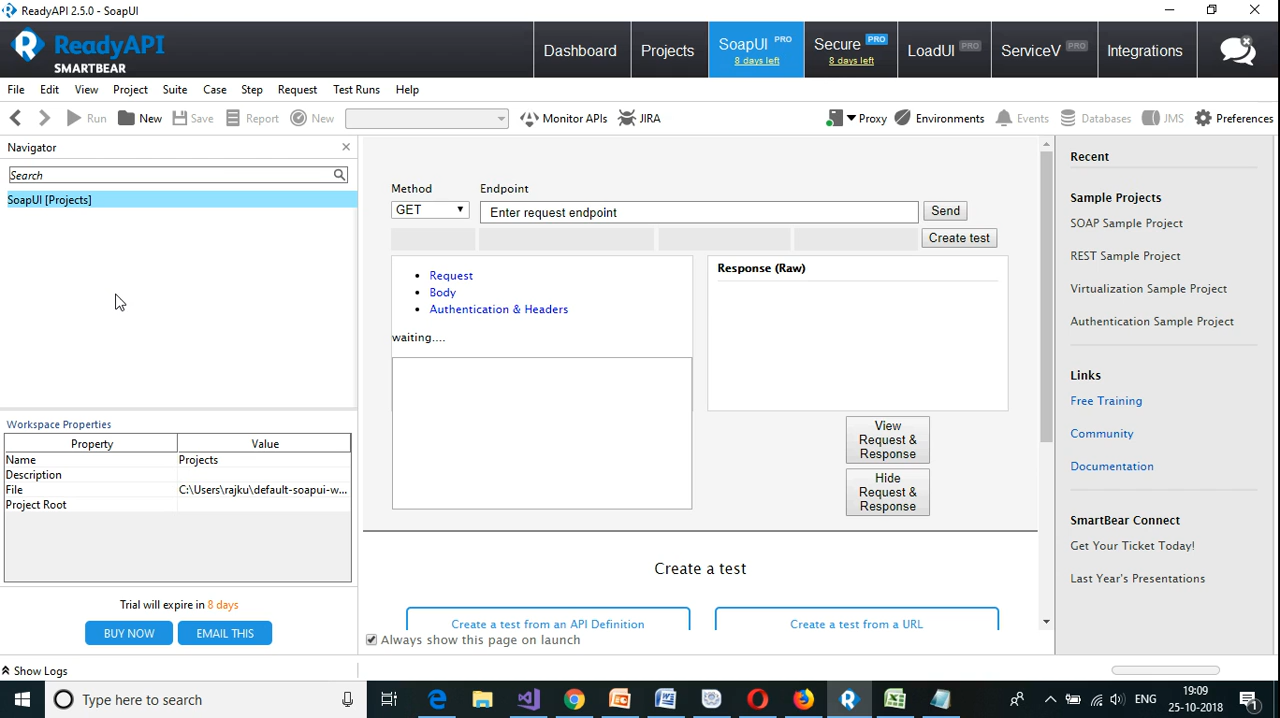 ReadyAPI 2.5.0 - SoapUI
ReadyAPI
SMARTBEAR
Dashboard
Projects
SoapUI PRO
8 days left
Secure PRO
8 days left
LoadUI PRO
ServiceV PRO
Integrations
File Edit View Project Suite Case Step Request Test Runs Help
Run New Save Report New Monitor APIs JIRA Proxy Environments Events Databases JMS Preferences
Navigator
Search
SoapUI [Projects]
Workspace Properties
Property Value
Name Projects
Description
File C:\Users\rajku\default-soapui-w...
Project Root
Trial will expire in 8 days
BUY NOW EMAIL THIS
Show Logs
Method Endpoint
GET Enter request endpoint Send
Create test
Request
Body
Authentication & Headers
waiting....
Response (Raw)
View
Request &
Response
Hide
Request &
Response
Create a test
Create a test from an API Definition Create a test from a URL
Always show this page on launch
Recent
Sample Projects
SOAP Sample Project
REST Sample Project
Virtualization Sample Project
Authentication Sample Project
Links
Free Training
Community
Documentation
SmartBear Connect
Get Your Ticket Today!
Last Year's Presentations
Type here to search
ENG
19:09
25-10-2018
1